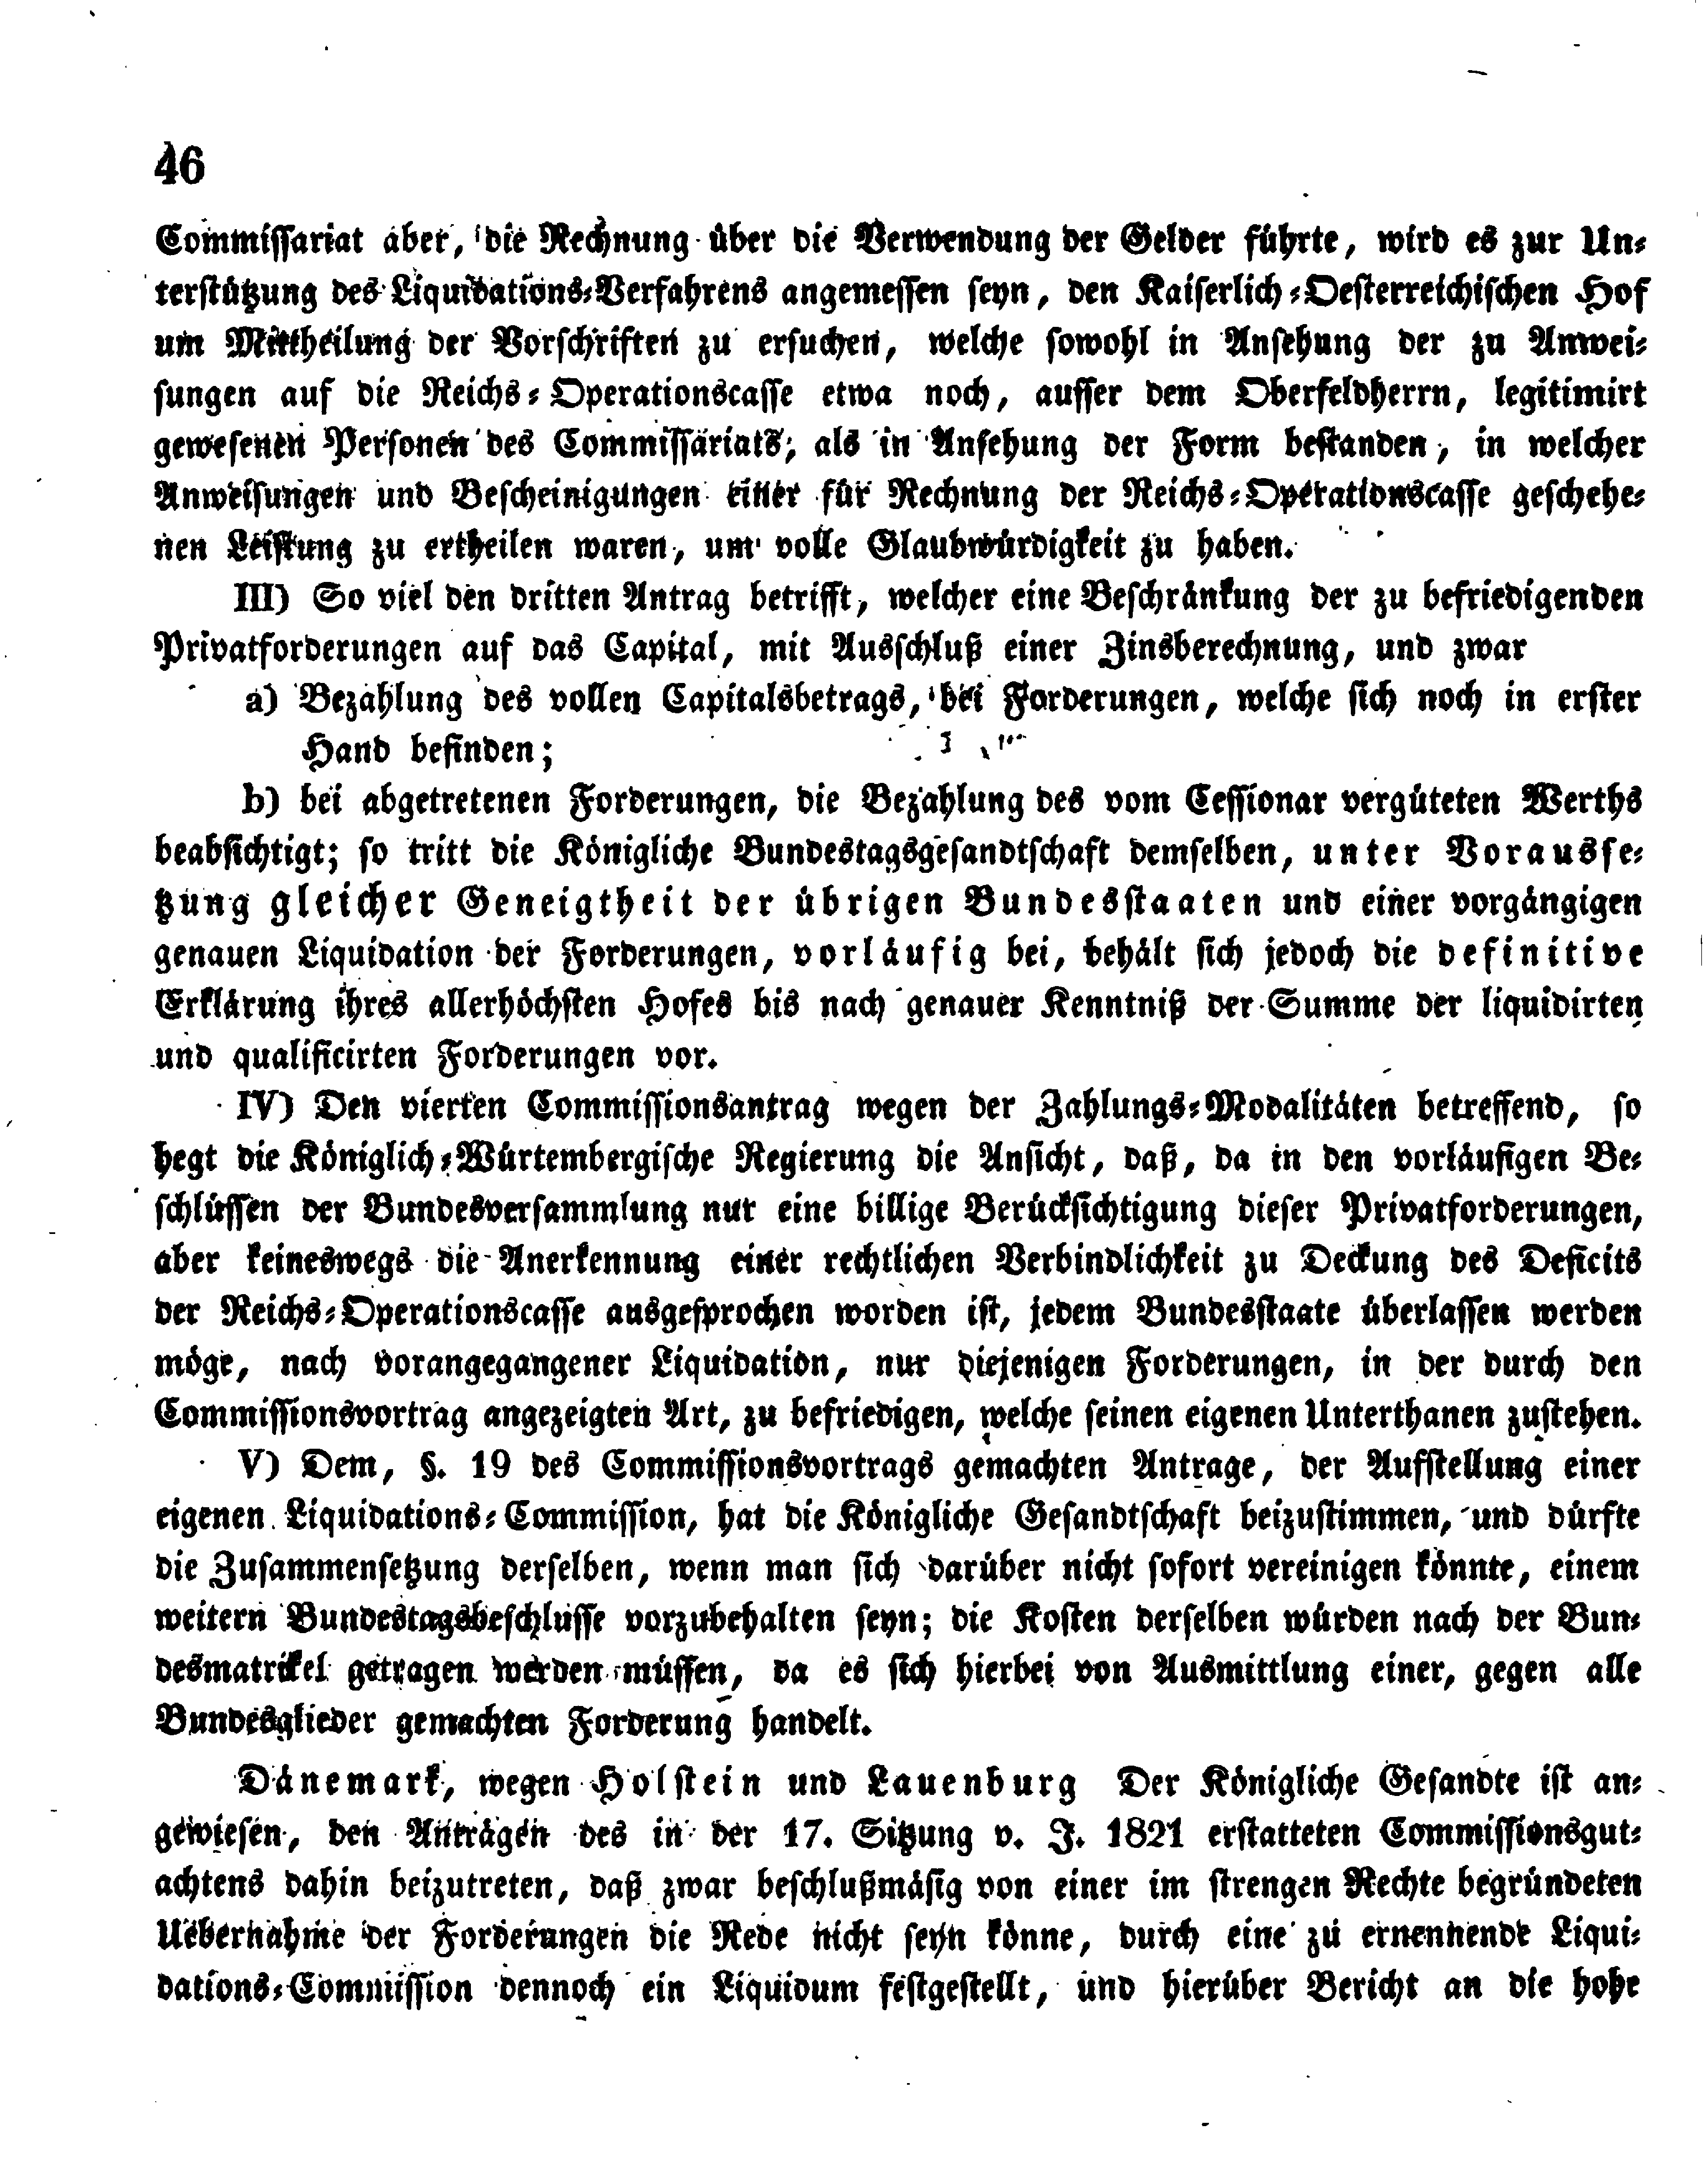 46
Commissariat aber, die Rechnung über die Verwendung der Gelder führte, wird es zur Un-
terstützung des Liquidations-Verfahrens angemessen seyn, den Kaiserlich-Oesterreichischen Hof
um Mittheilung der Vorschriften zu ersuchen, welche sowohl in Ansehung der zu Anwei-
sungen auf die Reichs-Operationscasse etwa noch, ausser dem Oberfeldherrn, legitimirt
gewesenen Personen des Commissariats, als in Ansehung der Form bestanden, in welcher
Anweisungen und Bescheinigungen einer für Rechnung der Reichs-Operationscasse geschehe-
nen Leistung zu ertheilen waren, um volle Glaubwürdigkeit zu haben.
III) So viel den dritten Antrag betrifft, welcher eine Beschränkung der zu befriedigenden
Privatforderungen auf das Capital, mit Ausschluß einer Zinsberechnung, und zwar
a) Bezahlung des vollen Capitalsbetrags, bei Forderungen, welche sich noch in erster
Hand befinden;
b) bei abgetretenen Forderungen, die Bezahlung des vom Cessionar vergüteten Werths
beabsichtigt; so tritt die Königliche Bundestagsgesandtschaft demselben, unter Vorausse-
tzung gleicher Geneigtheit der übrigen Bundesstaaten und einer vorgängigen
genauen Liquidation der Forderungen, vorläufig bei, behält sich jedoch die definitive
Erklärung ihres allerhöchsten Hofes bis nach genauer Kenntniß der Summe der liquidirten
und qualificirten Forderungen vor.
IV) Den vierten Commissionsantrag wegen der Zahlungs-Modalitäten betreffend, so
hegt die Königlich-Würtembergische Regierung die Ansicht, daß, da in den vorläufigen Be-
schlüssen der Bundesversammlung nur eine billige Berücksichtigung dieser Privatforderungen,
aber keineswegs die Anerkennung einer rechtlichen Verbindlichkeit zu Deckung des Deficits
der Reichs-Operationscasse ausgesprochen worden ist, jedem Bundesstaate überlassen werden
möge, nach vorangegangener Liquidation, nur diejenigen Forderungen, in der durch den
Commissionsvortrag angezeigten Art, zu befriedigen, welche seinen eigenen Unterthanen zustehen.
V) Dem, §. 19 des Commissionsvortrags gemachten Antrage, der Aufstellung einer
eigenen Liquidations-Commission, hat die Königliche Gesandtschaft beizustimmen, und dürfte
die Zusammensetzung derselben, wenn man sich darüber nicht sofort vereinigen könnte, einem
weitern Bundestagsbeschlusse vorzubehalten seyn; die Kosten derselben würden nach der Bun-
desmatrikel getragen werden müssen, da es sich hierbei von Ausmittlung einer, gegen alle
Bundesglieder gemachten Forderung handelt.
Dänemark, wegen Holstein und Lauenburg Der Königliche Gesandte ist an-
gewiesen, den Anträgen des in der 17. Sitzung v. J. 1821 erstatteten Commissionsgut-
achtens dahin beizutreten, daß zwar beschlußmäsig von einer im strengen Rechte begründeten
Uebernahme der Forderungen die Rede nicht seyn könne, durch eine zu ernennende Liqui-
dations-Commission dennoch ein Liquidum festgestellt, und hierüber Bericht an die hohe